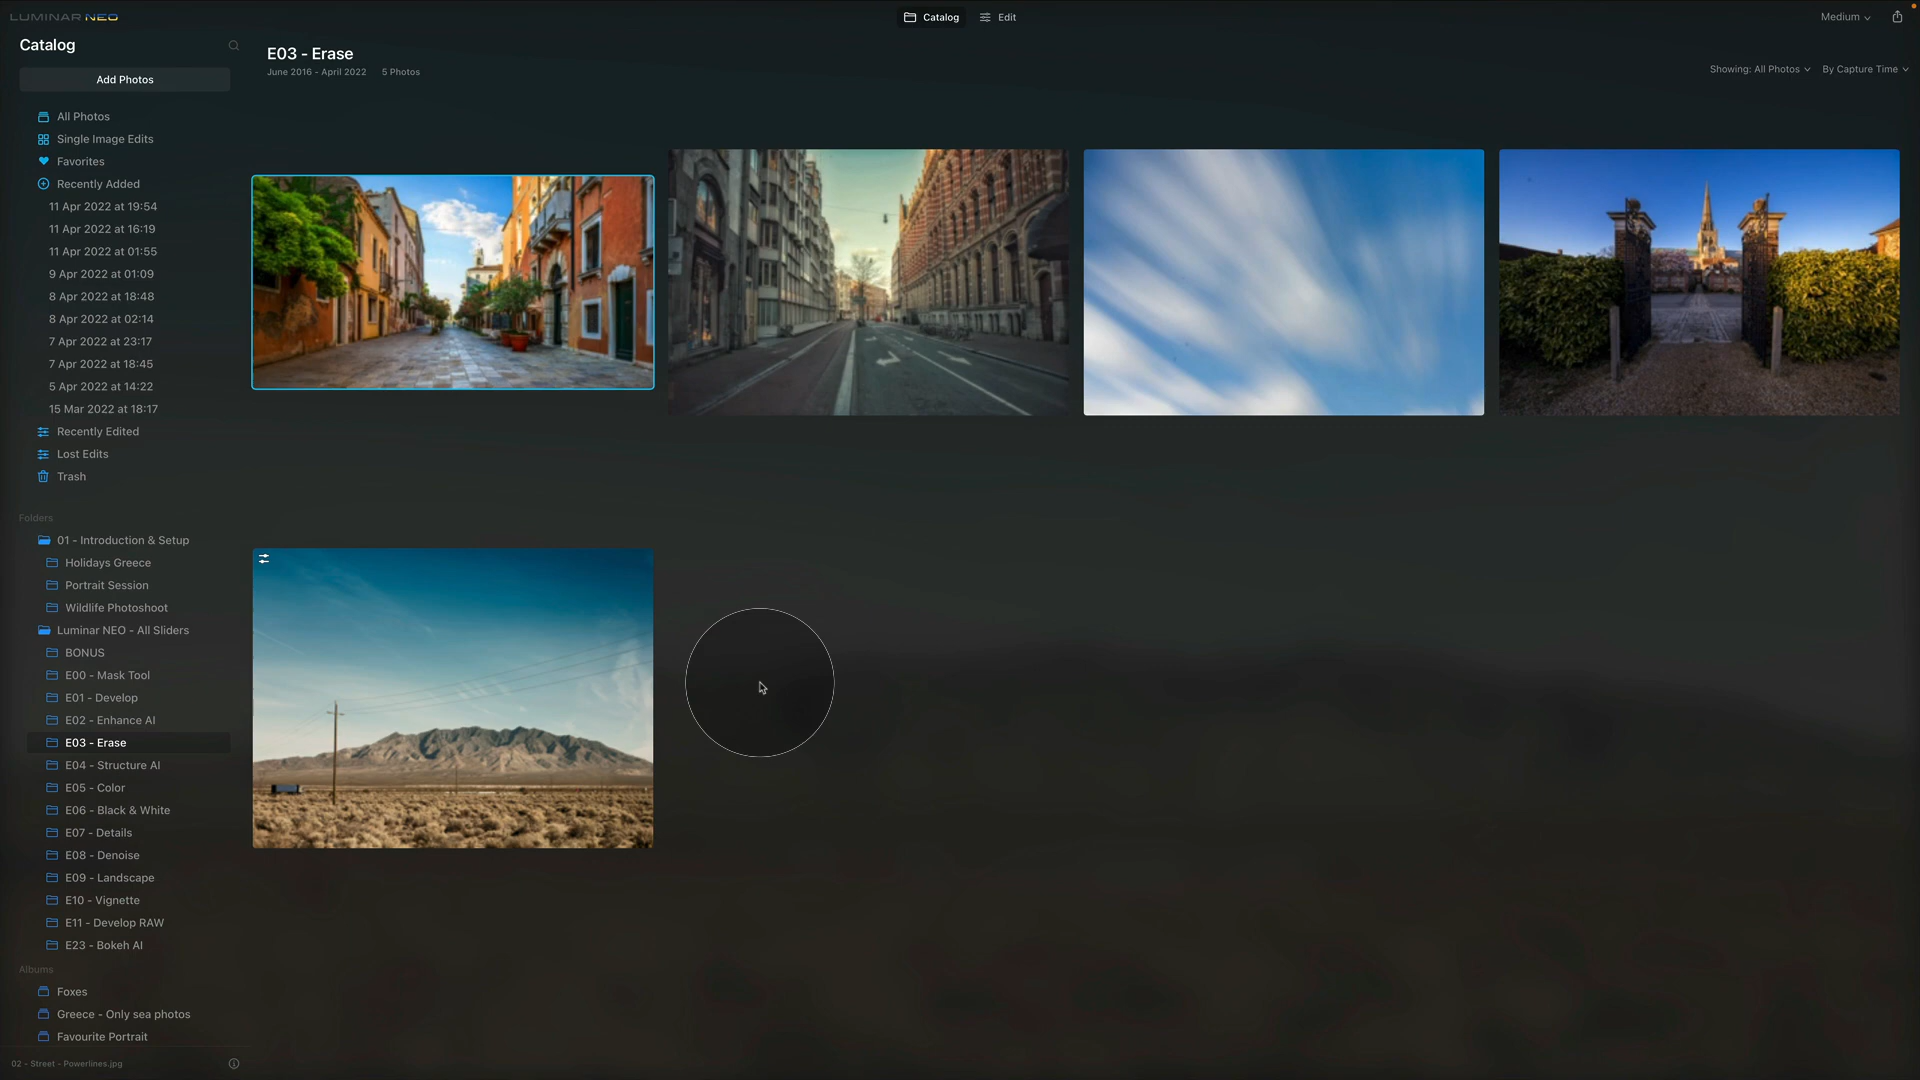 LUMINAR NEO
Catalog
Edit
Medium
Catalog
Add Photos
E03 - Erase
June 2016 - April 2022 5 Photos
Showing: All Photos
By Capture Time
All Photos
Single Image Edits
Favorites
Recently Added
11 Apr 2022 at 19:54
11 Apr 2022 at 16:19
11 Apr 2022 at 01:55
9 Apr 2022 at 01:09
8 Apr 2022 at 18:48
8 Apr 2022 at 02:14
7 Apr 2022 at 23:17
7 Apr 2022 at 18:45
5 Apr 2022 at 14:22
15 Mar 2022 at 18:17
Recently Edited
Lost Edits
Trash
Folders
01 - Introduction & Setup
Holidays Greece
Portrait Session
Wildlife Photoshoot
Luminar NEO - All Sliders
BONUS
E00 - Mask Tool
E01 - Develop
E02 - Enhance AI
E03 - Erase
E04 - Structure AI
E05 - Color
E06 - Black & White
E07 - Details
E08 - Denoise
E09 - Landscape
E10 - Vignette
E11 - Develop RAW
E23 - Bokeh AI
Albums
Foxes
Greece - Only sea photos
Favourite Portrait
02 - Street - Powerlines.jpg